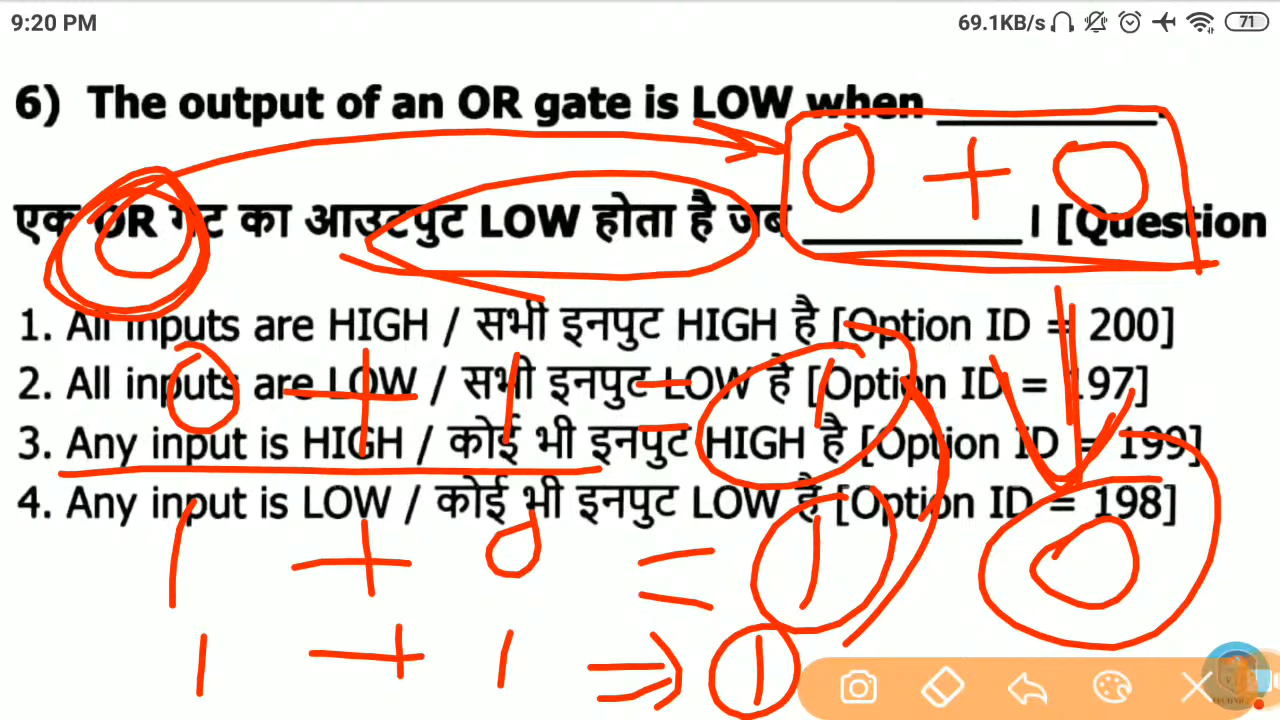 9:20 PM 69.1KB/s 71
6) The output of an OR gate is LOW when ____________.
0 + 0
एक OR गेट का आउटपुट LOW होता है जब ____________ । [Question
1. All inputs are HIGH / सभी इनपुट HIGH है [Option ID = 200]
2. All inputs are LOW / सभी इनपुट LOW है [Option ID = 197]
0 + 1 = 1
3. Any input is HIGH / कोई भी इनपुट HIGH है [Option ID = 199]
4. Any input is LOW / कोई भी इनपुट LOW है [Option ID = 198]
1 + 0 = 1 0
1 + 1 ⇒ 1